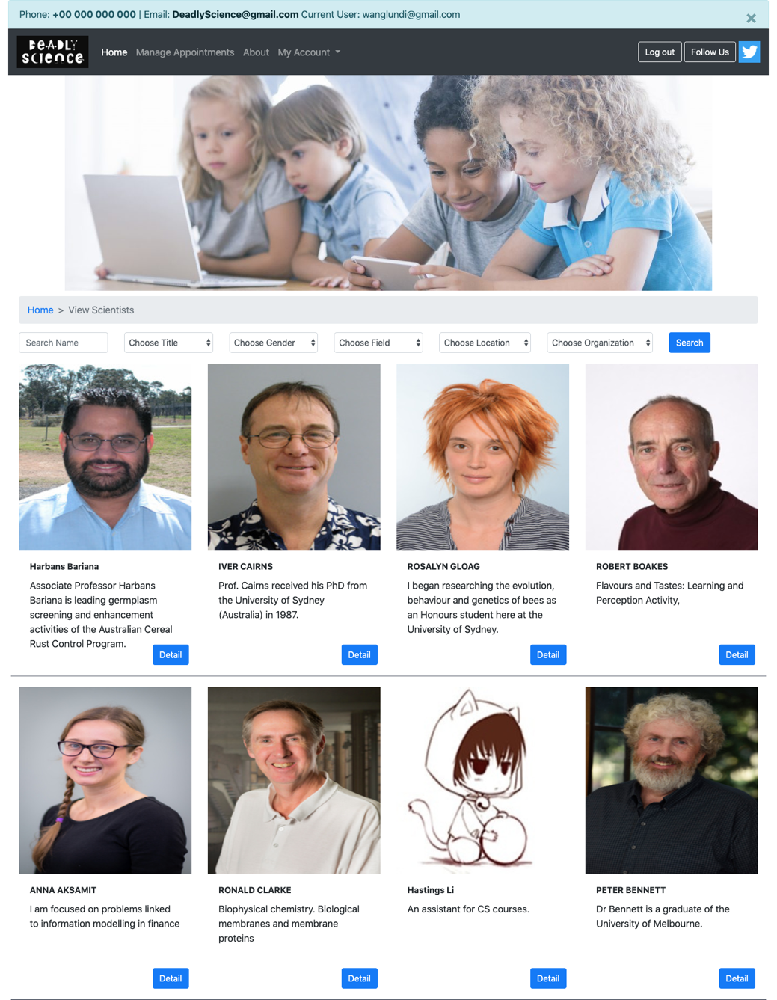 Phone: +00 000 000 000 | Email: DeadlyScience@gmail.com Current User: wanglundi@gmail.com
×
DEADLY
SCIENCE
Home Manage Appointments About My Account
Log out Follow Us
Home > View Scientists
Search Name Choose Title Choose Gender Choose Field Choose Location Choose Organization Search
Harbans Bariana
Associate Professor Harbans
Bariana is leading germplasm
screening and enhancement
activities of the Australian Cereal
Rust Control Program.
Detail
IVER CAIRNS
Prof. Cairns received his PhD from
the University of Sydney
(Australia) in 1987.
Detail
ROSALYN GLOAG
I began researching the evolution,
behaviour and genetics of bees as
an Honours student here at the
University of Sydney.
Detail
ROBERT BOAKES
Flavours and Tastes: Learning and
Perception Activity,
Detail
ANNA AKSAMIT
I am focused on problems linked
to information modelling in finance
Detail
RONALD CLARKE
Biophysical chemistry. Biological
membranes and membrane
proteins
Detail
Hastings Li
An assistant for CS courses.
Detail
PETER BENNETT
Dr Bennett is a graduate of the
University of Melbourne.
Detail